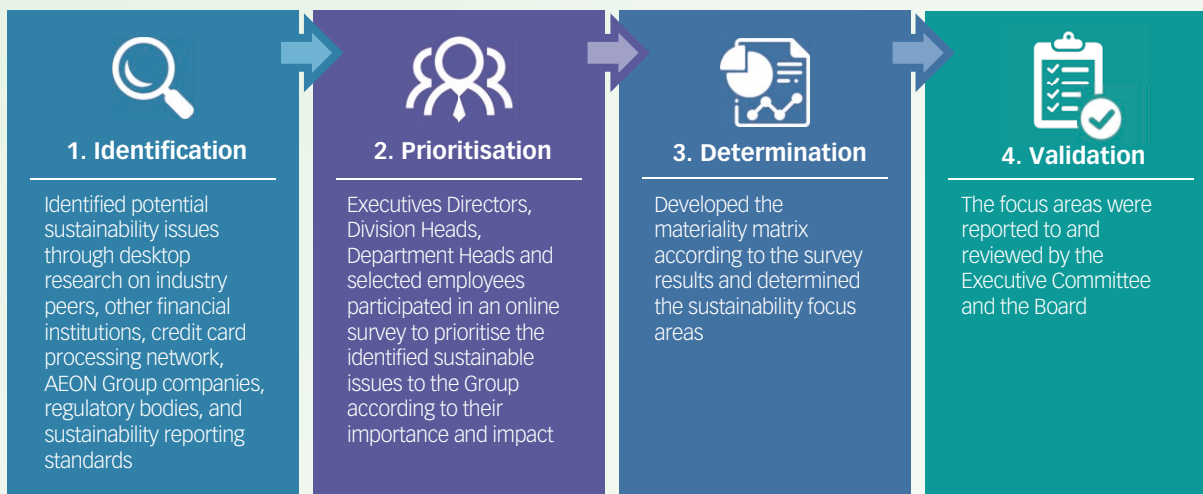 1. Identification
Identified potential
sustainability issues
through desktop
research on industry
peers, other financial
institutions, credit card
processing network,
AEON Group companies,
regulatory bodies, and
sustainability reporting
standards
2. Prioritisation
Executives Directors,
Division Heads,
Department Heads and
selected employees
participated in an online
survey to prioritise the
identified sustainable
issues to the Group
according to their
importance and impact
3. Determination
Developed the
materiality matrix
according to the survey
results and determined
the sustainability focus
areas
4. Validation
The focus areas were
reported to and
reviewed by the
Executive Committee
and the Board